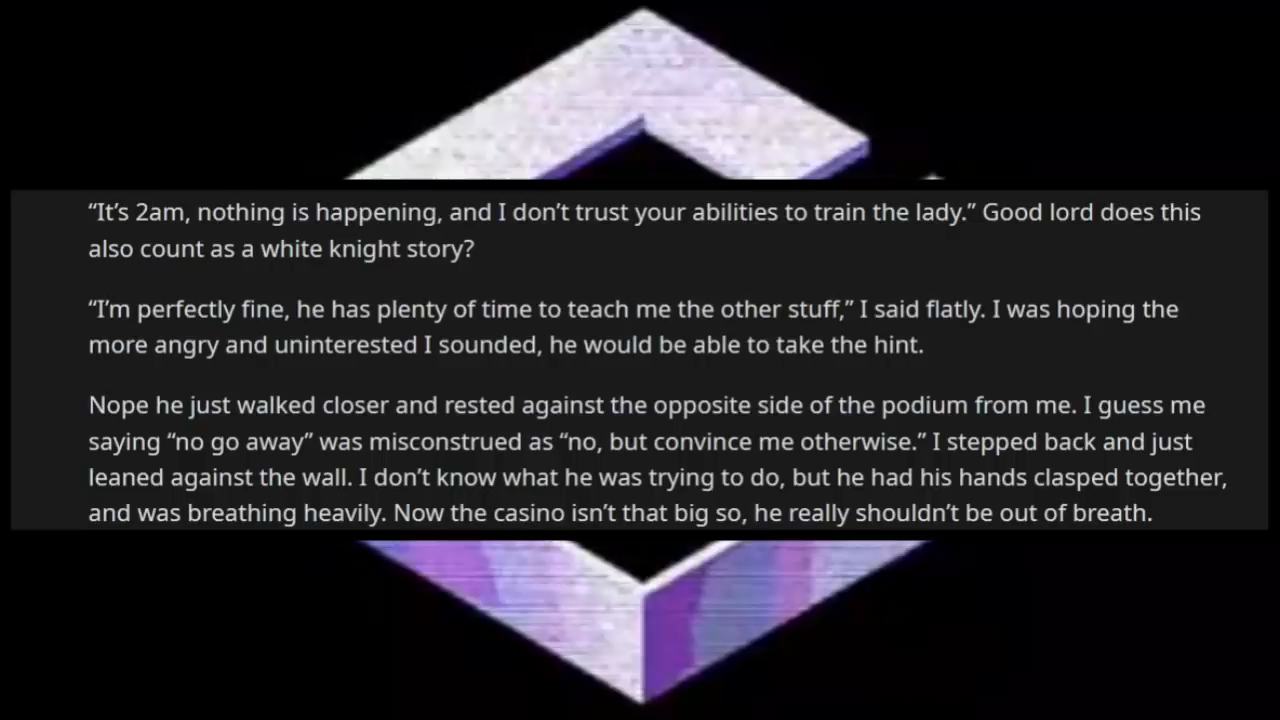 “It’s 2am, nothing is happening, and I don’t trust your abilities to train the lady.” Good lord does this
also count as a white knight story?
“I’m perfectly fine, he has plenty of time to teach me the other stuff,” I said flatly. I was hoping the
more angry and uninterested I sounded, he would be able to take the hint.
Nope he just walked closer and rested against the opposite side of the podium from me. I guess me
saying “no go away” was misconstrued as “no, but convince me otherwise.” I stepped back and just
leaned against the wall. I don’t know what he was trying to do, but he had his hands clasped together,
and was breathing heavily. Now the casino isn’t that big so, he really shouldn’t be out of breath.